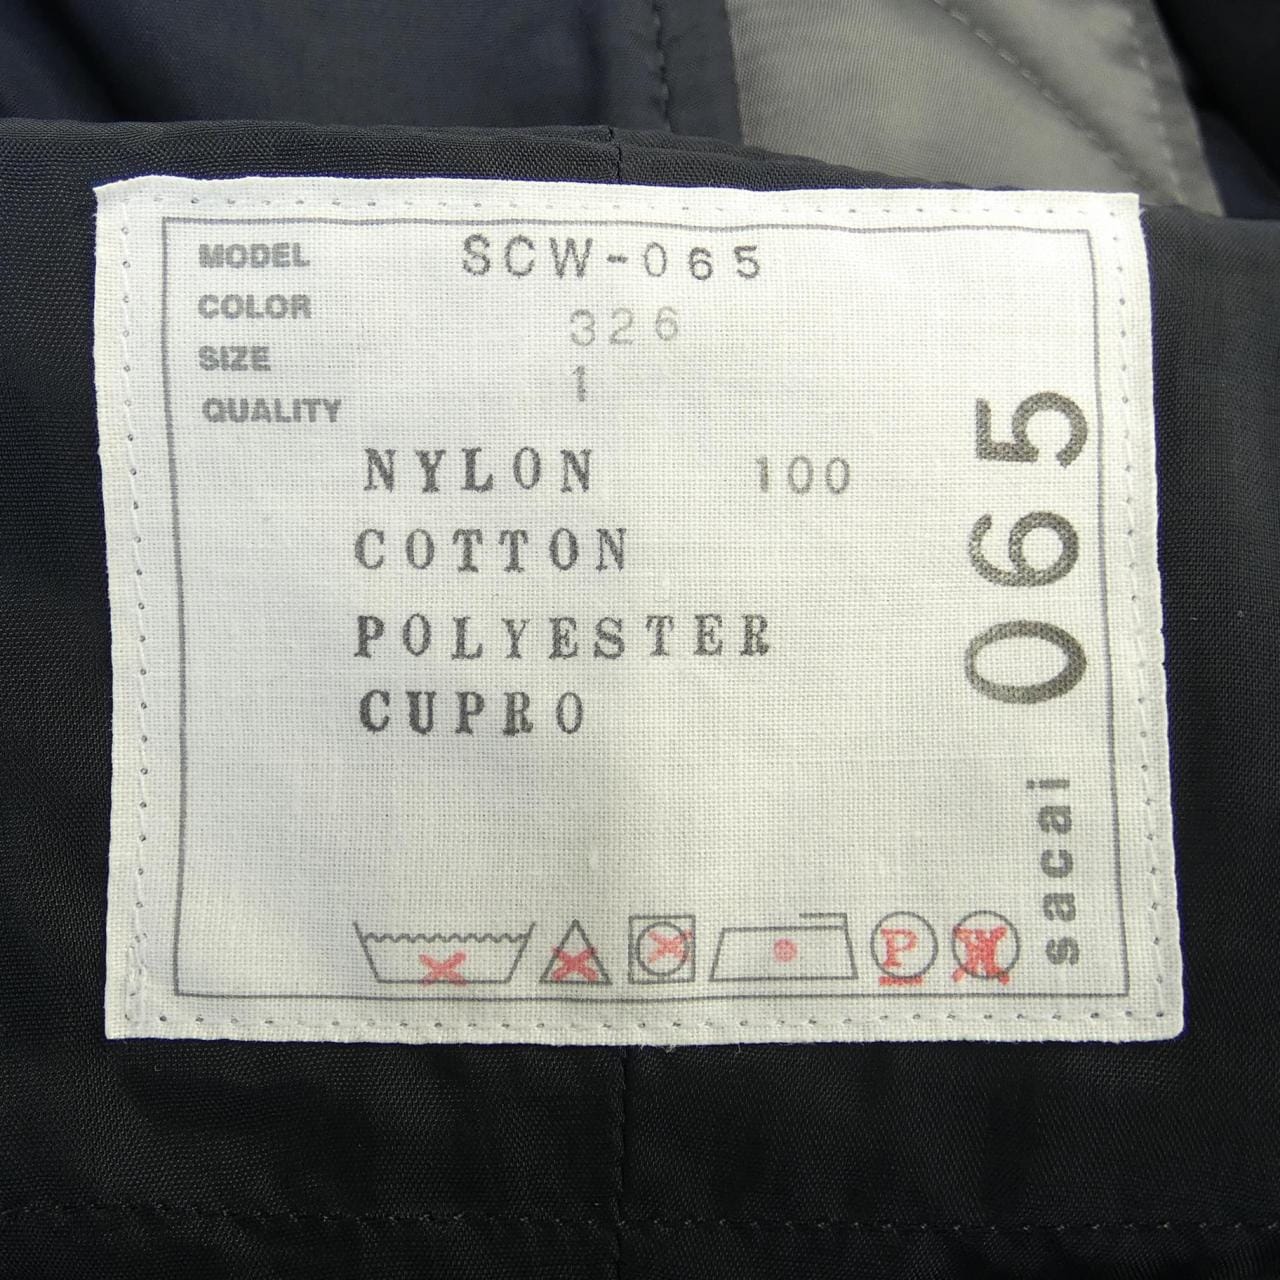 MODEL SCW-065
COLOR 326
SIZE 1
QUALITY
NYLON 100
COTTON
POLYESTER
CUPRO
P
W
sacai 065